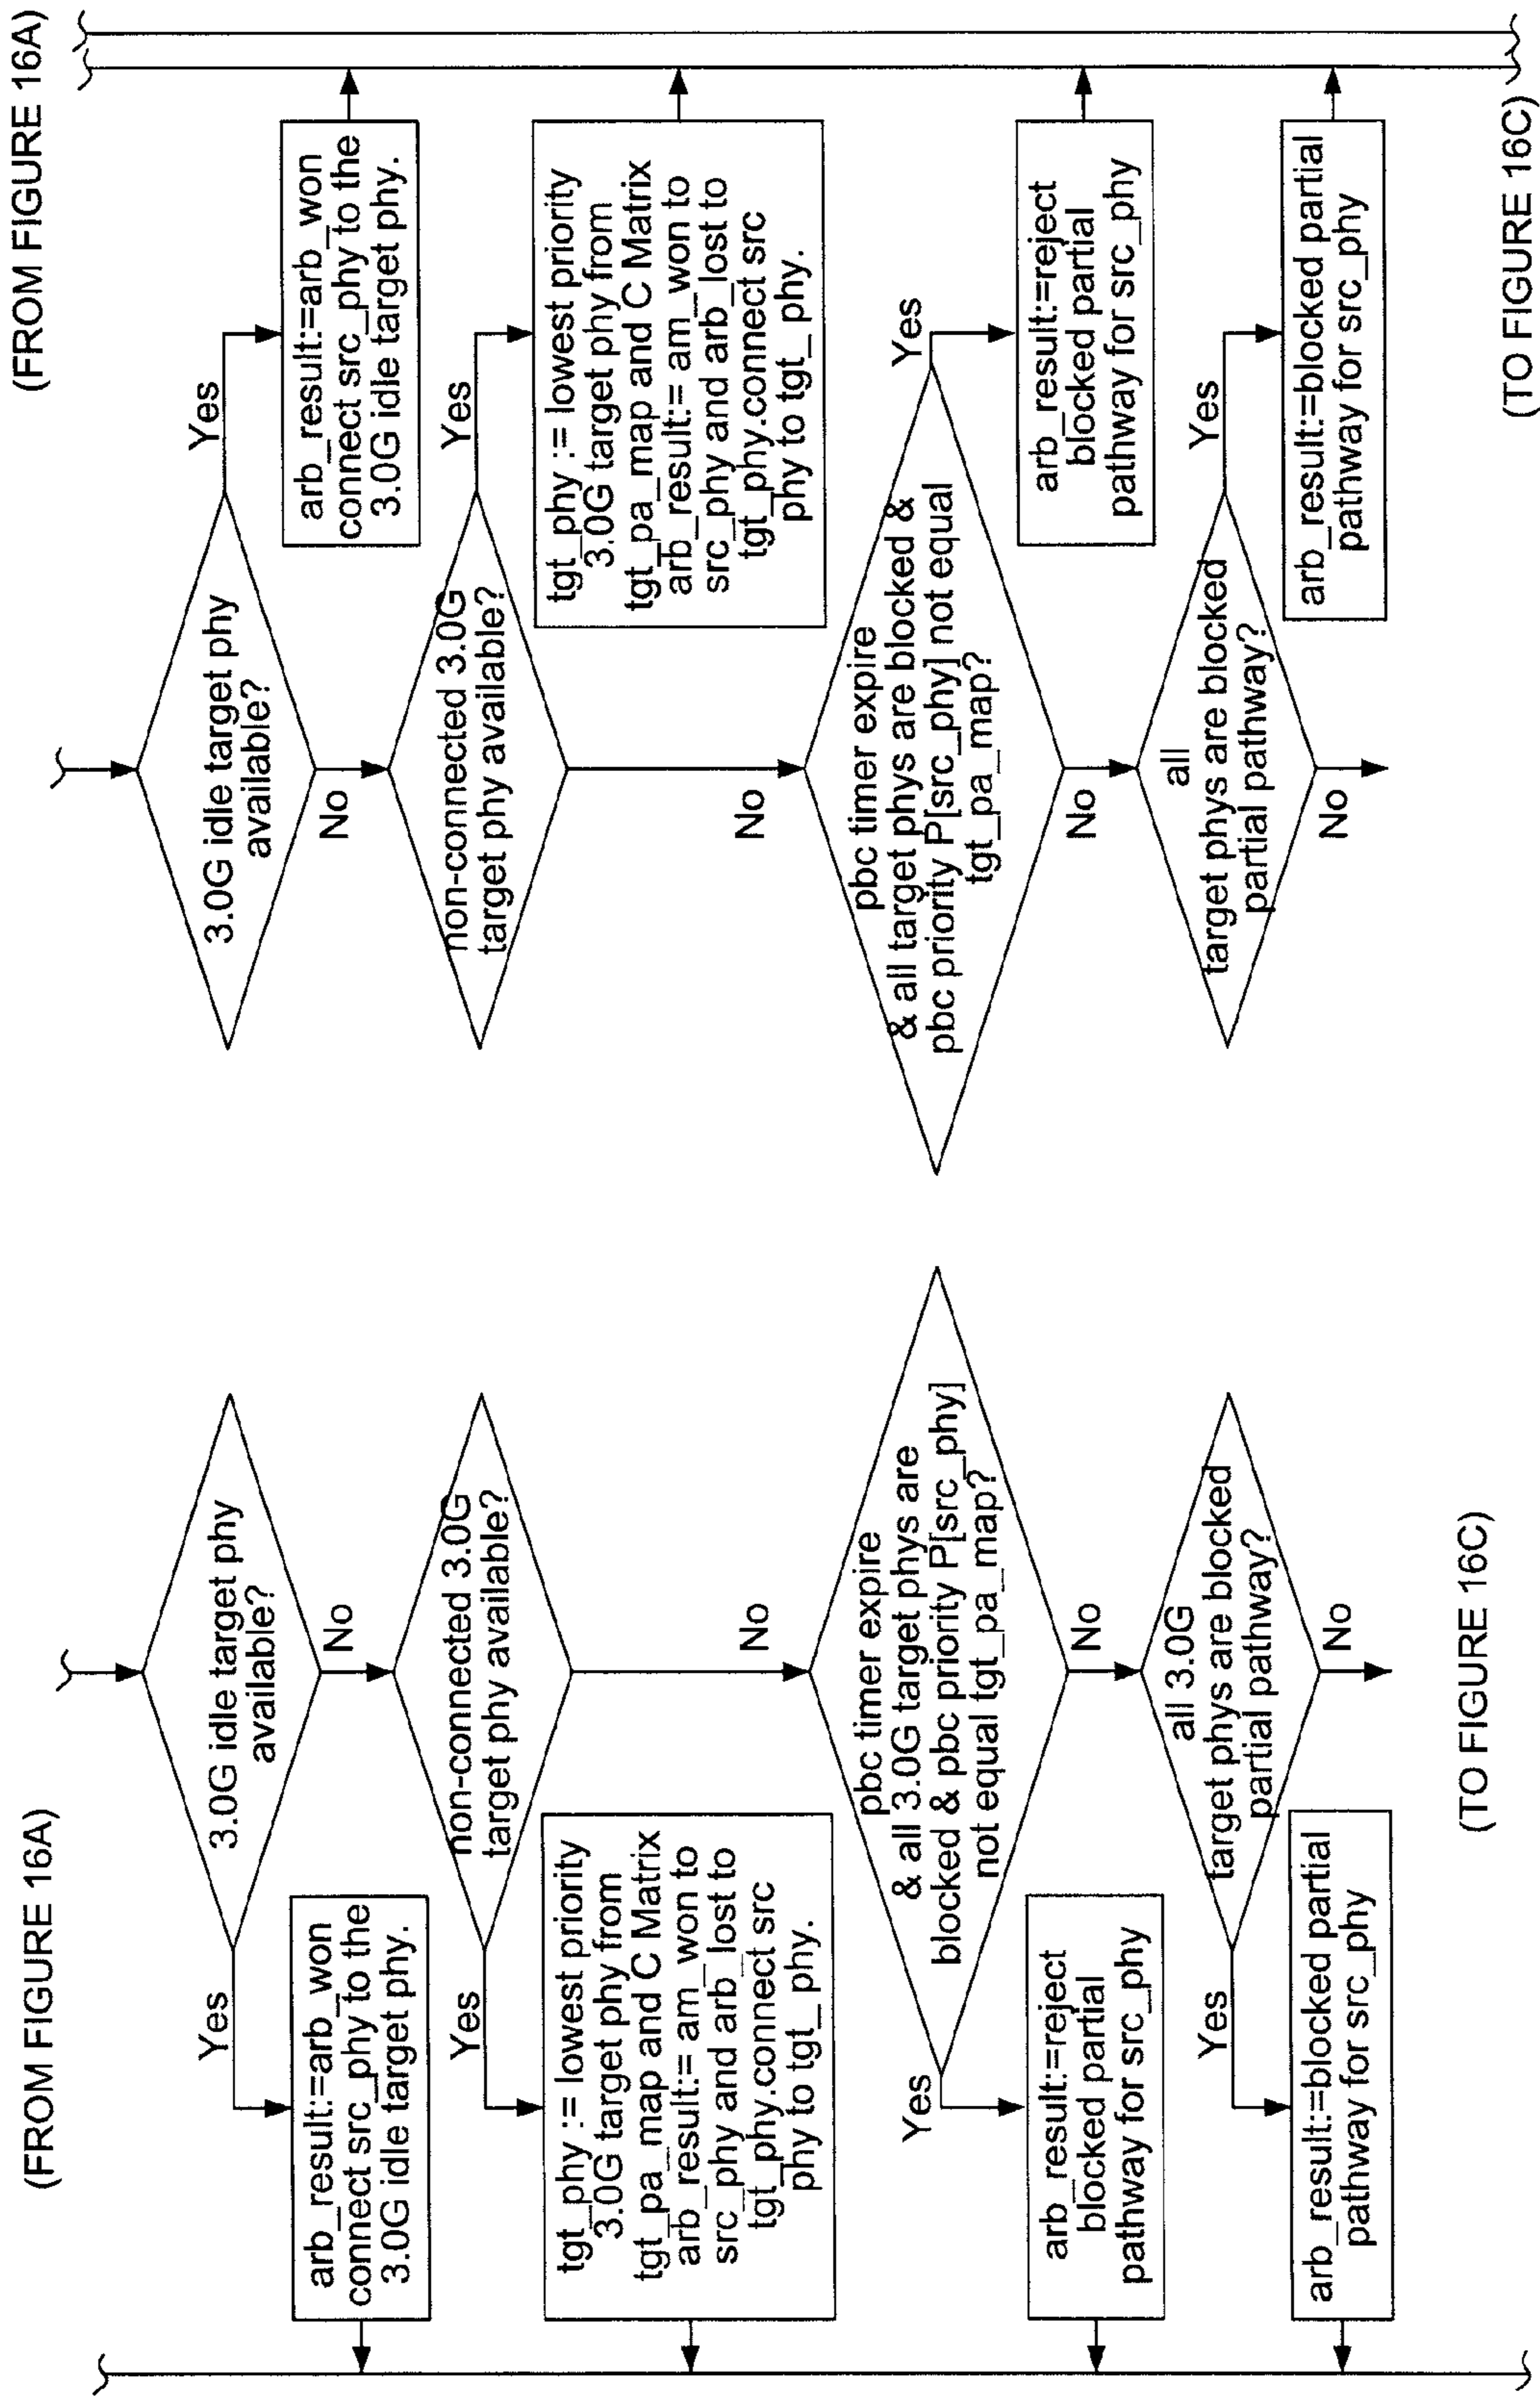 (FROM FIGURE 16A)
3.0G idle target phy
available?
Yes
No
arb_result:=arb_won
connect src_phy to the
3.0G idle target phy.
non-connected 3.0G
target phy available?
Yes
No
tgt_phy := lowest priority
3.0G target phy from
tgt_pa_map and C Matrix
arb_result:= am_won to
src_phy and arb_lost to
tgt_phy.connect src
phy to tgt_ phy.
pbc timer expire
& all 3.0G target phys are
blocked & pbc priority P[src_phy]
not equal tgt_pa_map?
Yes
No
arb_result:=reject
blocked partial
pathway for src_phy
all 3.0G
target phys are blocked
partial pathway?
Yes
No
arb_result:=blocked partial
pathway for src_phy
(TO FIGURE 16C)
(FROM FIGURE 16A)
3.0G idle target phy
available?
Yes
No
arb_result:=arb_won
connect src_phy to the
3.0G idle target phy.
non-connected 3.0G
target phy available?
Yes
No
tgt_phy := lowest priority
3.0G target phy from
tgt_pa_map and C Matrix
arb_result:= am_won to
src_phy and arb_lost to
tgt_phy.connect src
phy to tgt_ phy.
pbc timer expire
& all target phys are blocked &
pbc priority P[src_phy] not equal
tgt_pa_map?
Yes
No
arb_result:=reject
blocked partial
pathway for src_phy
all
target phys are blocked
partial pathway?
Yes
No
arb_result:=blocked partial
pathway for src_phy
(TO FIGURE 16C)